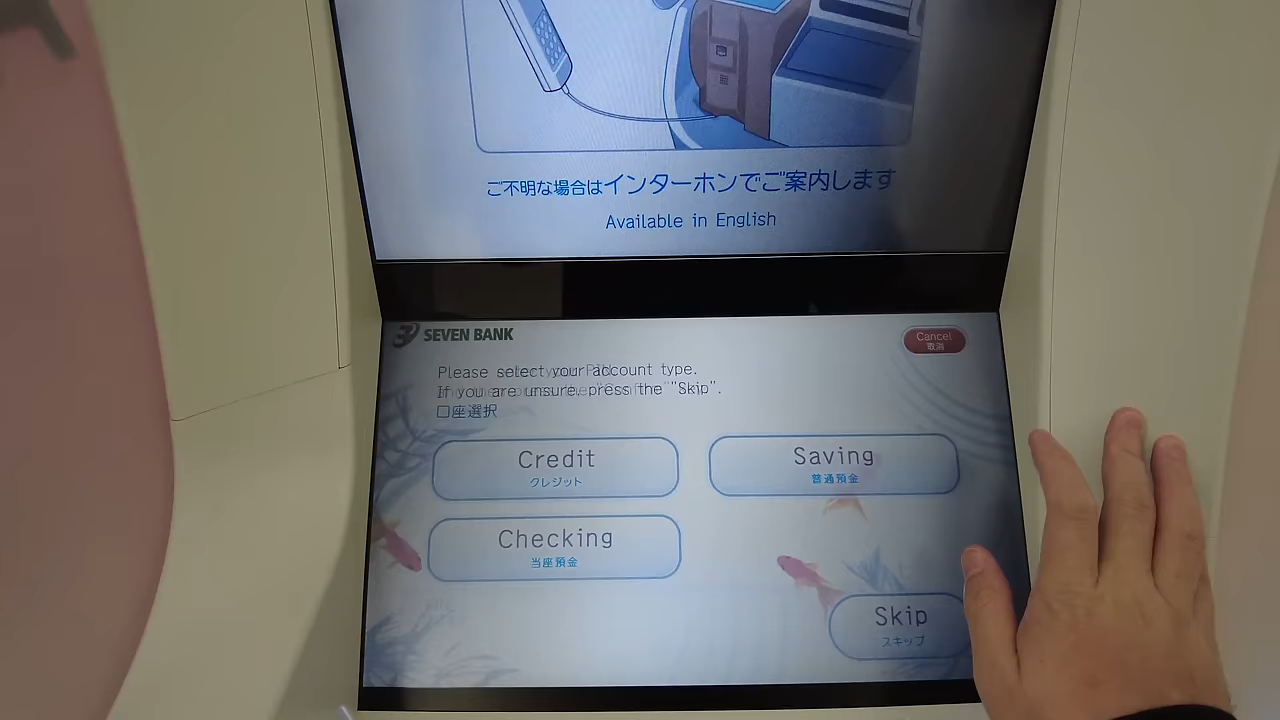 ご不明な場合はインターホンでご案内します
Available in English
SEVEN BANK
Cancel
取消
Please select your account type.
If you are unsure, press the "Skip".
口座選択
Credit
クレジット
Saving
普通預金
Checking
当座預金
Skip
スキップ